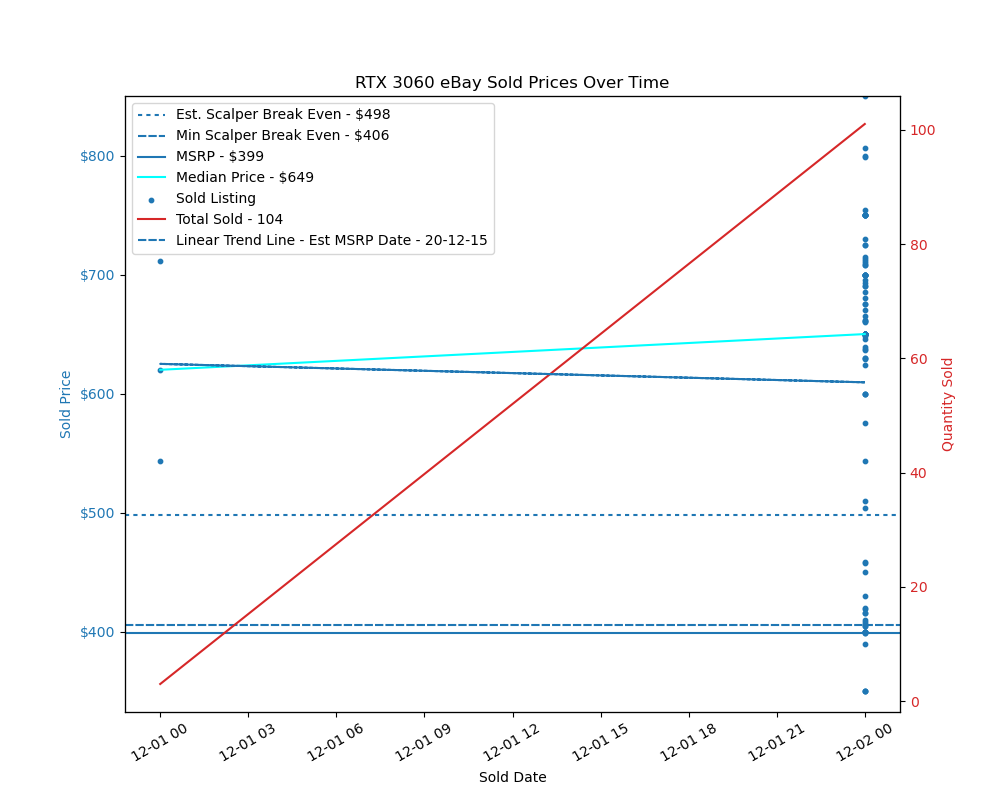 RTX 3060 eBay Sold Prices Over Time
Est. Scalper Break Even - $498
Min Scalper Break Even - $406
MSRP - $399
Median Price - $649
Sold Listing
Total Sold - 104
Linear Trend Line - Est MSRP Date - 20-12-15
$800
$700
$600
$500
$400
Sold Price
100
80
60
40
20
0
Quantity Sold
12-01 00
12-01 03
12-01 06
12-01 09
12-01 12
12-01 15
12-01 18
12-01 21
12-02 00
Sold Date